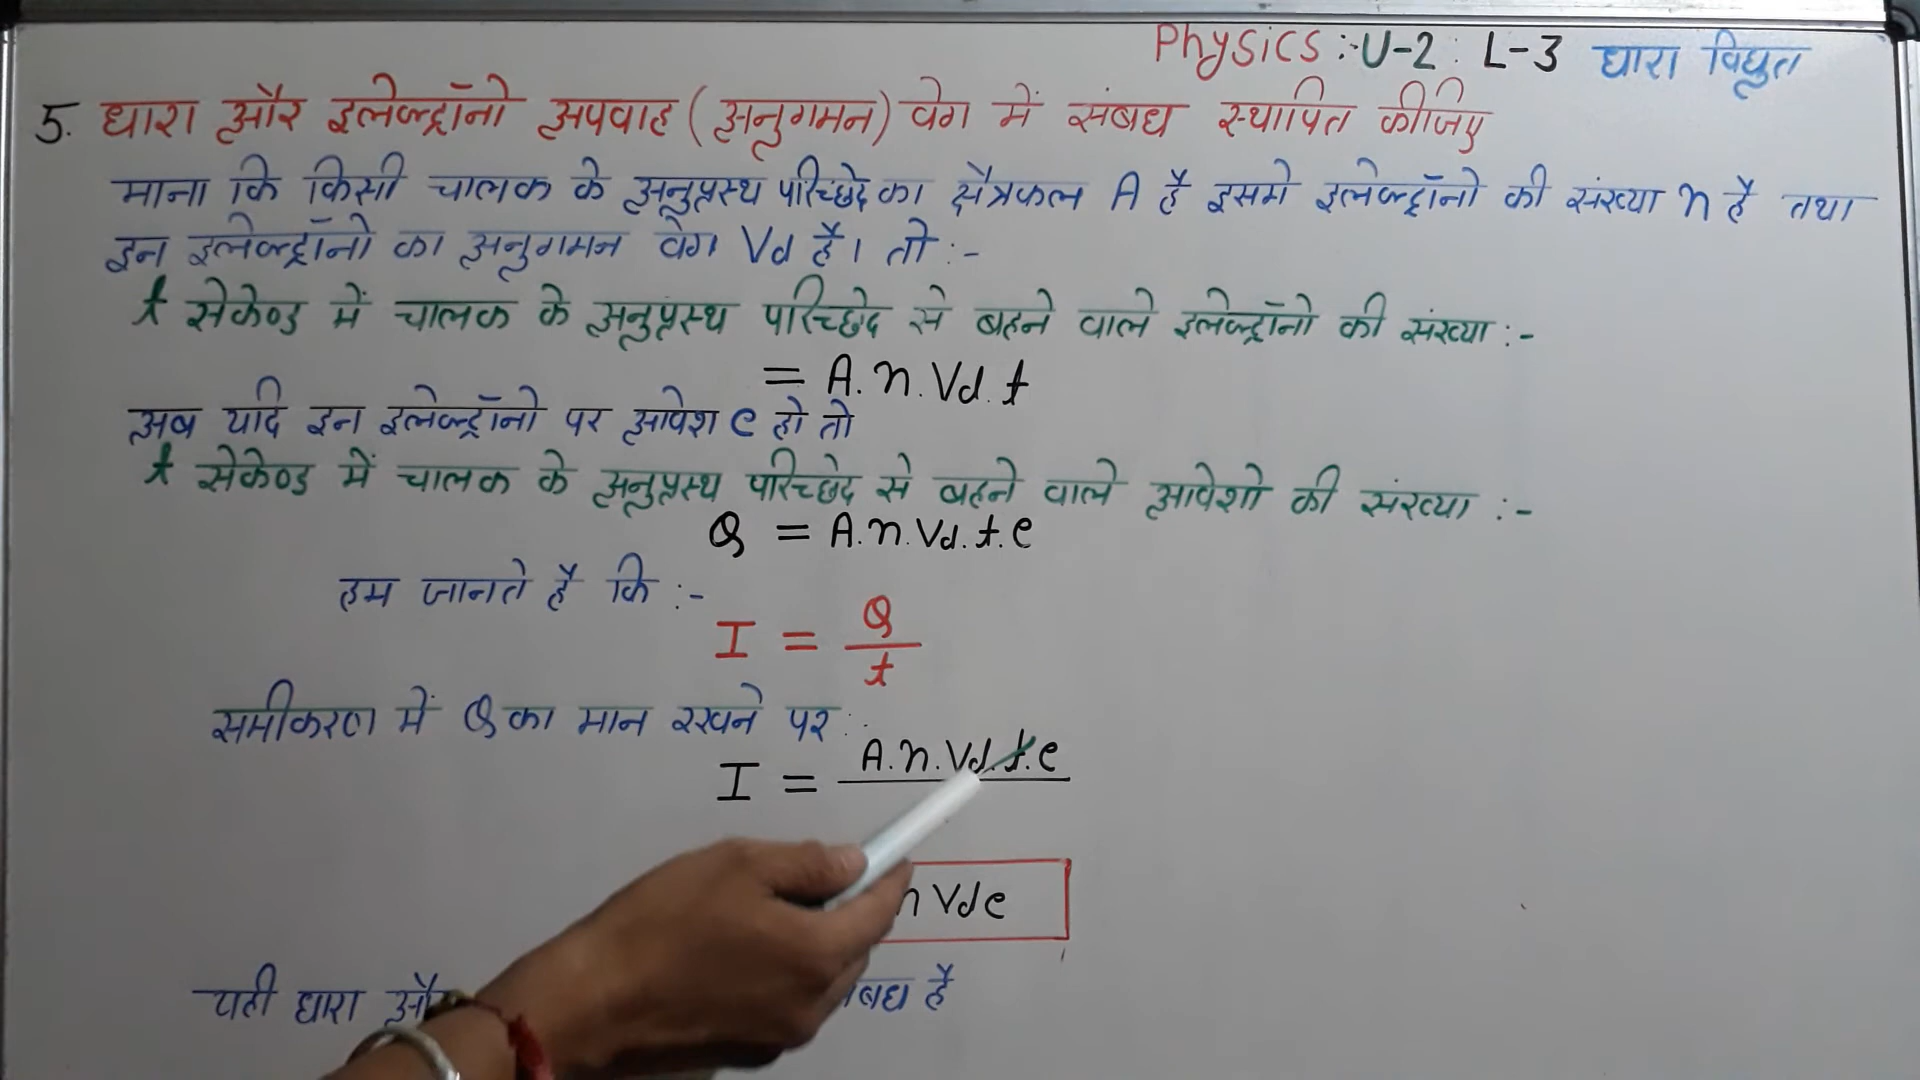 Physics :- U-2 : L-3 धारा विद्युत
5. धारा और इलेक्ट्रॉनो अपवाह (अनुगमन) वेग में संबध स्थापित कीजिए
माना कि किसी चालक के अनुप्रस्थ परिच्छेद का क्षेत्रफल A है इसमे इलेक्ट्रॉनो की संख्या n है तथा
इन इलेक्ट्रॉनो का अनुगमन वेग Vd है। तो :-
t सेकेण्ड में चालक के अनुप्रस्थ परिच्छेद से बहने वाले इलेक्ट्रॉनो की संख्या :-
= A.n.Vd.t
अब यदि इन इलेक्ट्रॉनो पर आवेश e हो तो
t सेकेण्ड में चालक के अनुप्रस्थ परिच्छेद से बहने वाले आवेशो की संख्या :-
Q = A.n.Vd.t.e
हम जानते है कि :-
I = Q/t
समीकरण में Q का मान रखने पर :-
I = A.n.Vd.t.e
n Vde
यही धारा है